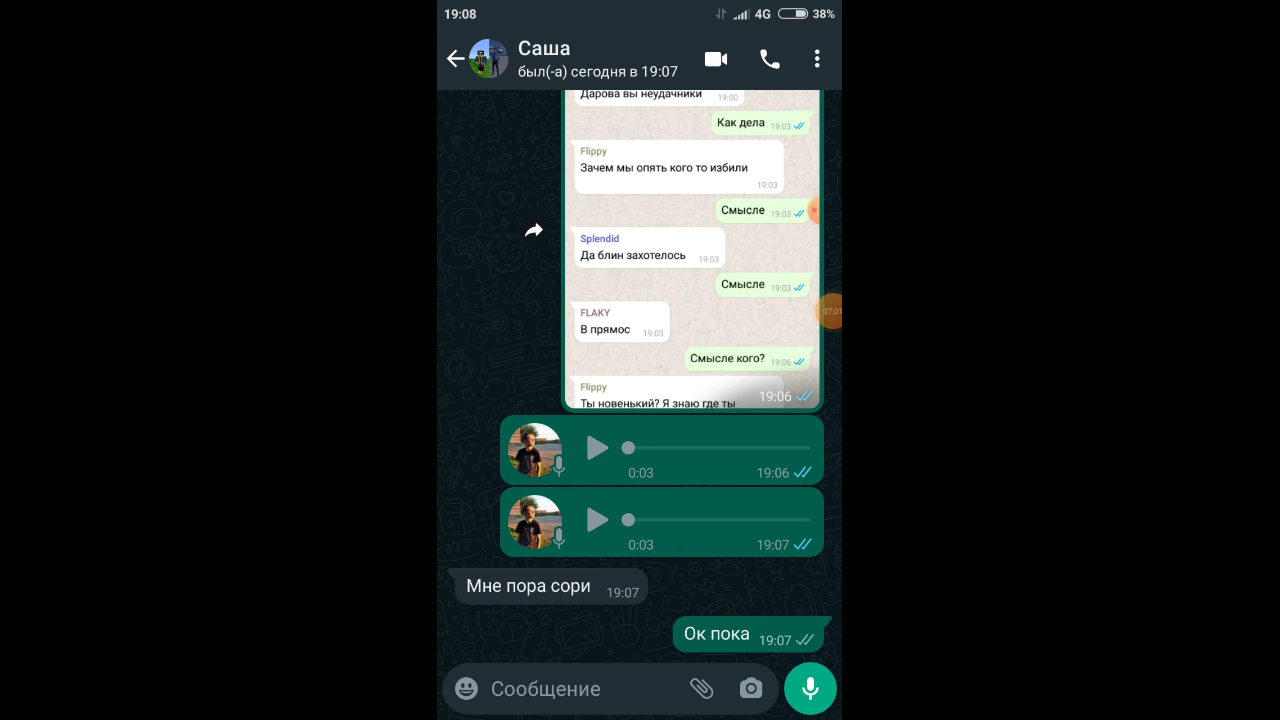 19:08
4G
38%
Саша
был(-а) сегодня в 19:07
Дарова вы неудачники 19:00
Как дела 19:03
Flippy
Зачем мы опять кого то избили
19:03
Смысле 19:03
Splendid
Да блин захотелось 19:03
Смысле 19:03
FLAKY
В прямос 19:03
07:01
Смысле кого? 19:06
Flippy
Ты новенький? Я знаю где ты
19:06
0:03 19:06
0:03 19:07
Мне пора сори 19:07
Ок пока 19:07
Сообщение